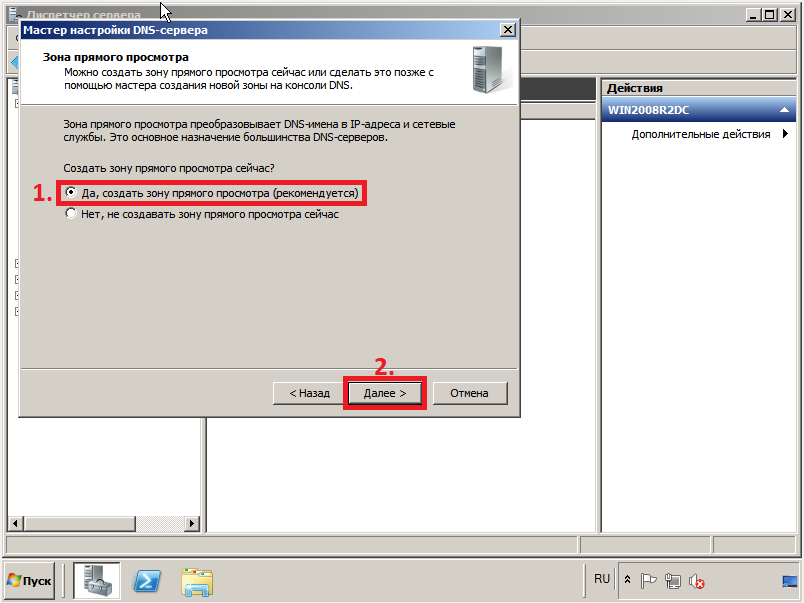 Диспетчер сервера
Мастер настройки DNS-сервера
Зона прямого просмотра
Можно создать зону прямого просмотра сейчас или сделать это позже с
помощью мастера создания новой зоны на консоли DNS.
Зона прямого просмотра преобразовывает DNS-имена в IP-адреса и сетевые
службы. Это основное назначение большинства DNS-серверов.
Создать зону прямого просмотра сейчас?
1. Да, создать зону прямого просмотра (рекомендуется)
Нет, не создавать зону прямого просмотра сейчас
2.
< Назад Далее > Отмена
Действия
WIN2008R2DC
Дополнительные действия
Пуск RU